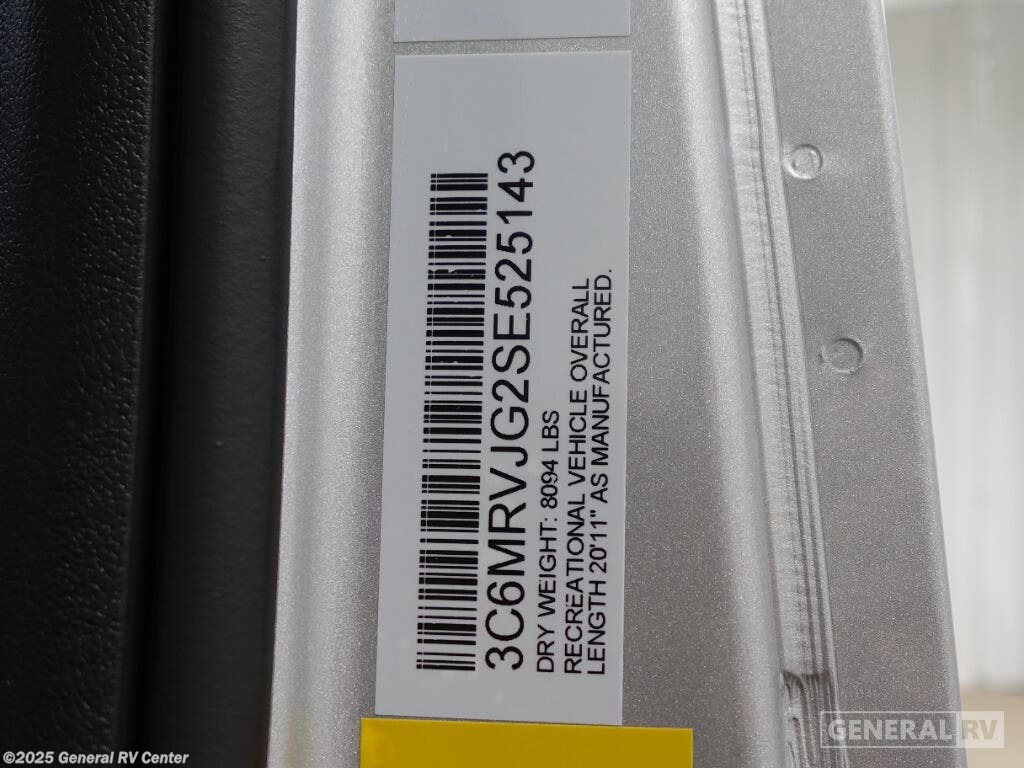 3C6MRVJG2SE525143
DRY WEIGHT: 8094 LBS
RECREATIONAL VEHICLE OVERALL
LENGTH 20'11" AS MANUFACTURED.
GENERAL RV
©2025 General RV Center